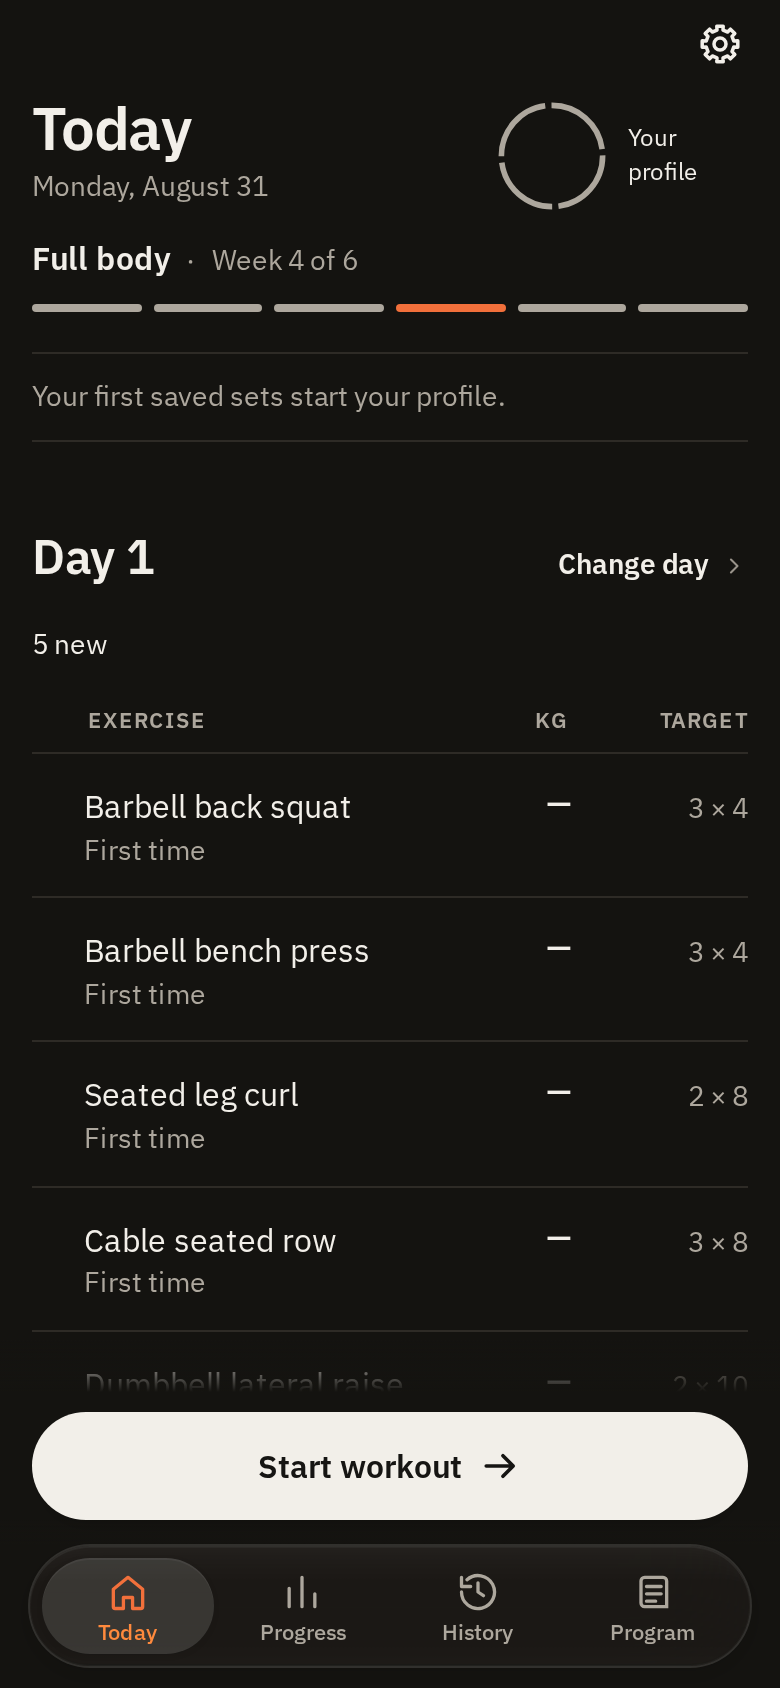 Today
Monday, August 31
Your
profile
Full body · Week 4 of 6
Your first saved sets start your profile.
Day 1
Change day
5 new
EXERCISE KG TARGET
Barbell back squat – 3 × 4
First time
Barbell bench press – 3 × 4
First time
Seated leg curl – 2 × 8
First time
Cable seated row – 3 × 8
First time
Dumbbell lateral raise – 2 × 10
Start workout →
Today Progress History Program